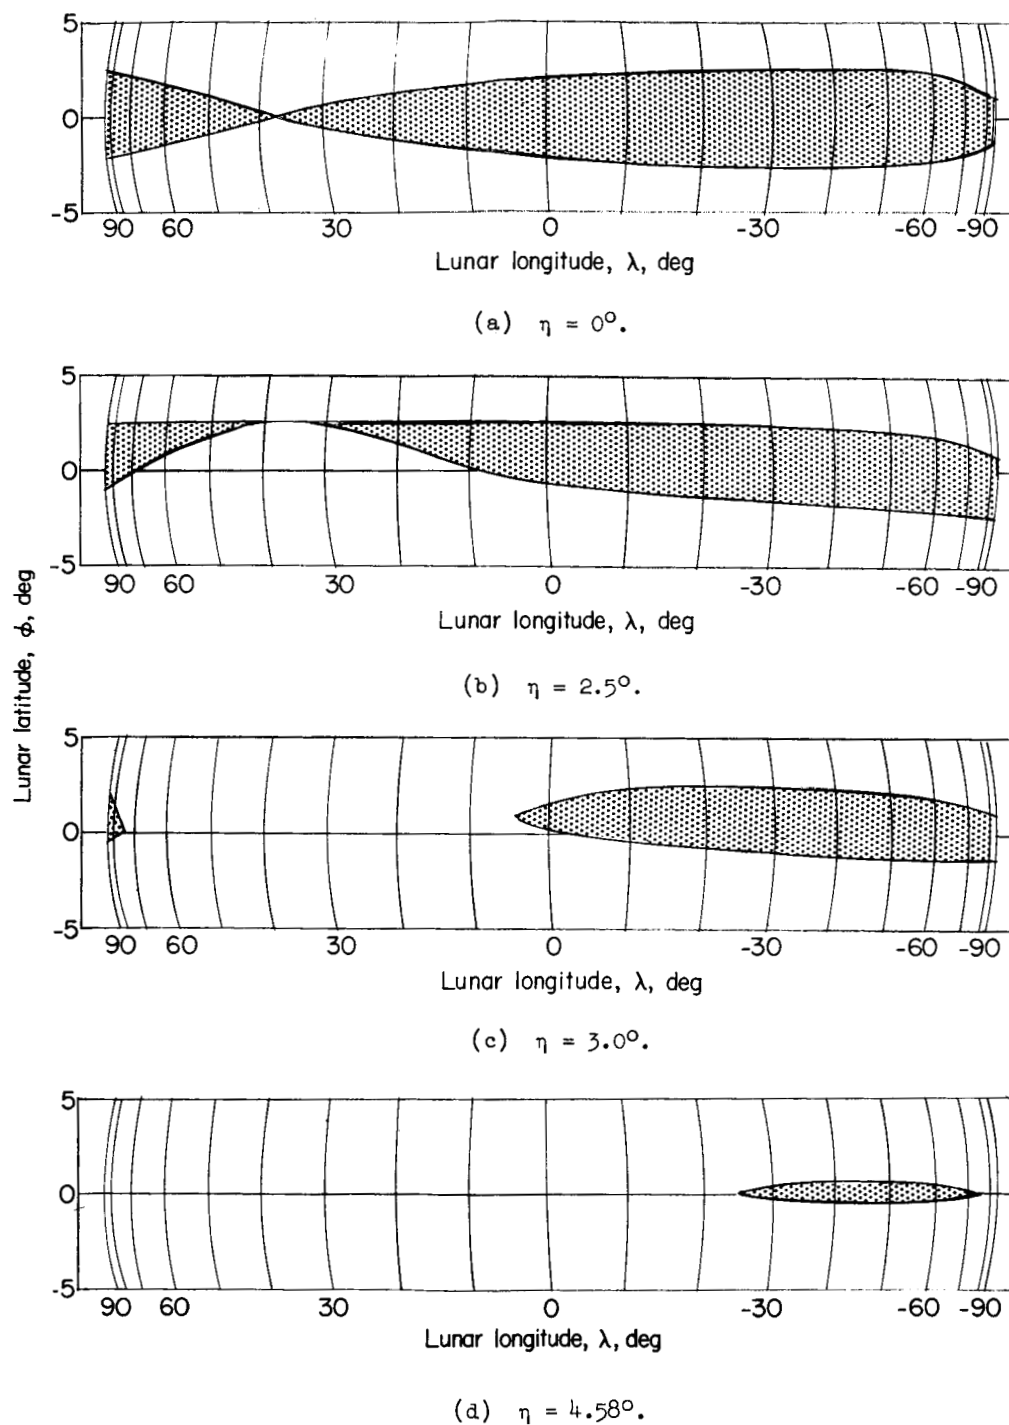 5
0
-5
90 60 30 0 -30 -60 -90
Lunar longitude, λ, deg
(a) η = 0°.
5
0
-5
90 60 30 0 -30 -60 -90
Lunar longitude, λ, deg
(b) η = 2.5°.
Lunar latitude, ϕ, deg
5
0
-5
90 60 30 0 -30 -60 -90
Lunar longitude, λ, deg
(c) η = 3.0°.
5
0
-5
90 60 30 0 -30 -60 -90
Lunar longitude, λ, deg
(d) η = 4.58°.